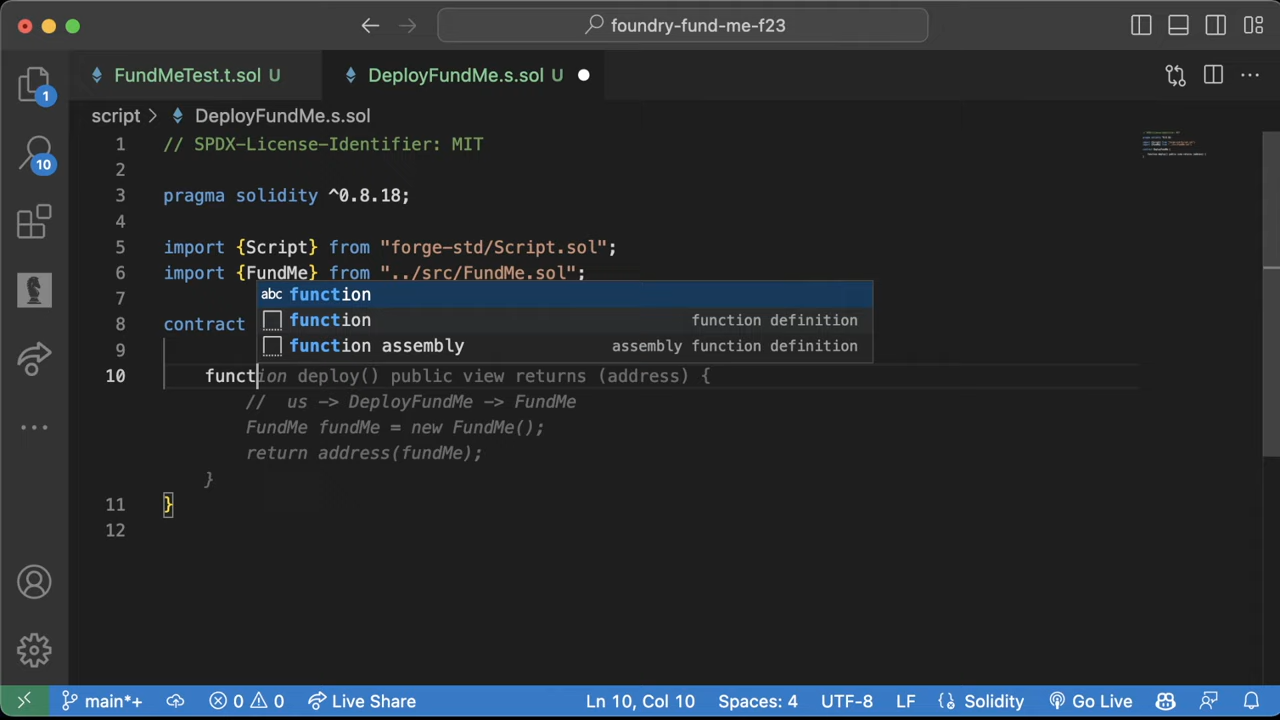 foundry-fund-me-f23
FundMeTest.t.sol U
DeployFundMe.s.sol U
1
script > DeployFundMe.s.sol
1 // SPDX-License-Identifier: MIT
2
3 pragma solidity ^0.8.18;
10
4
5 import {Script} from "forge-std/Script.sol";
6 import {FundMe} from "../src/FundMe.sol";
7
abc function
8 contract
function function definition
9
function assembly assembly function definition
10 function deploy() public view returns (address) {
// us -> DeployFundMe -> FundMe
FundMe fundMe = new FundMe();
return address(fundMe);
}
11 }
12
main*+ 0 0 Live Share Ln 10, Col 10 Spaces: 4 UTF-8 LF {} Solidity Go Live